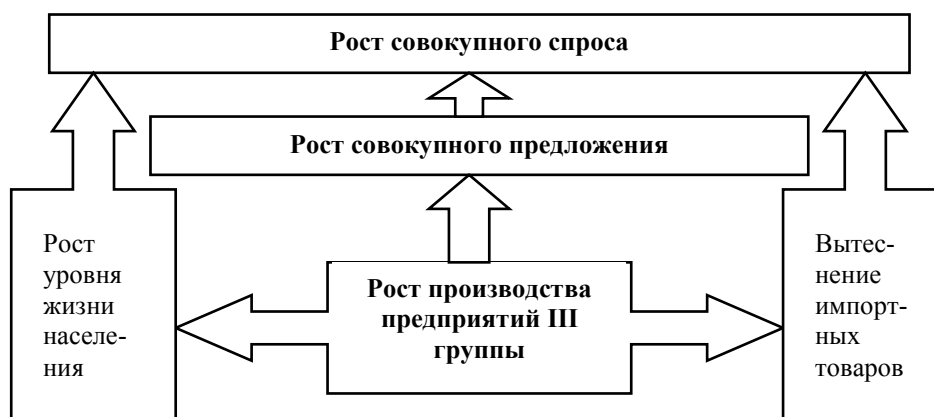 Рост совокупного спроса
Рост совокупного предложения
Рост
уровня
жизни
населе-
ния
Рост производства
предприятий III
группы
Вытес-
нение
импорт-
ных
товаров